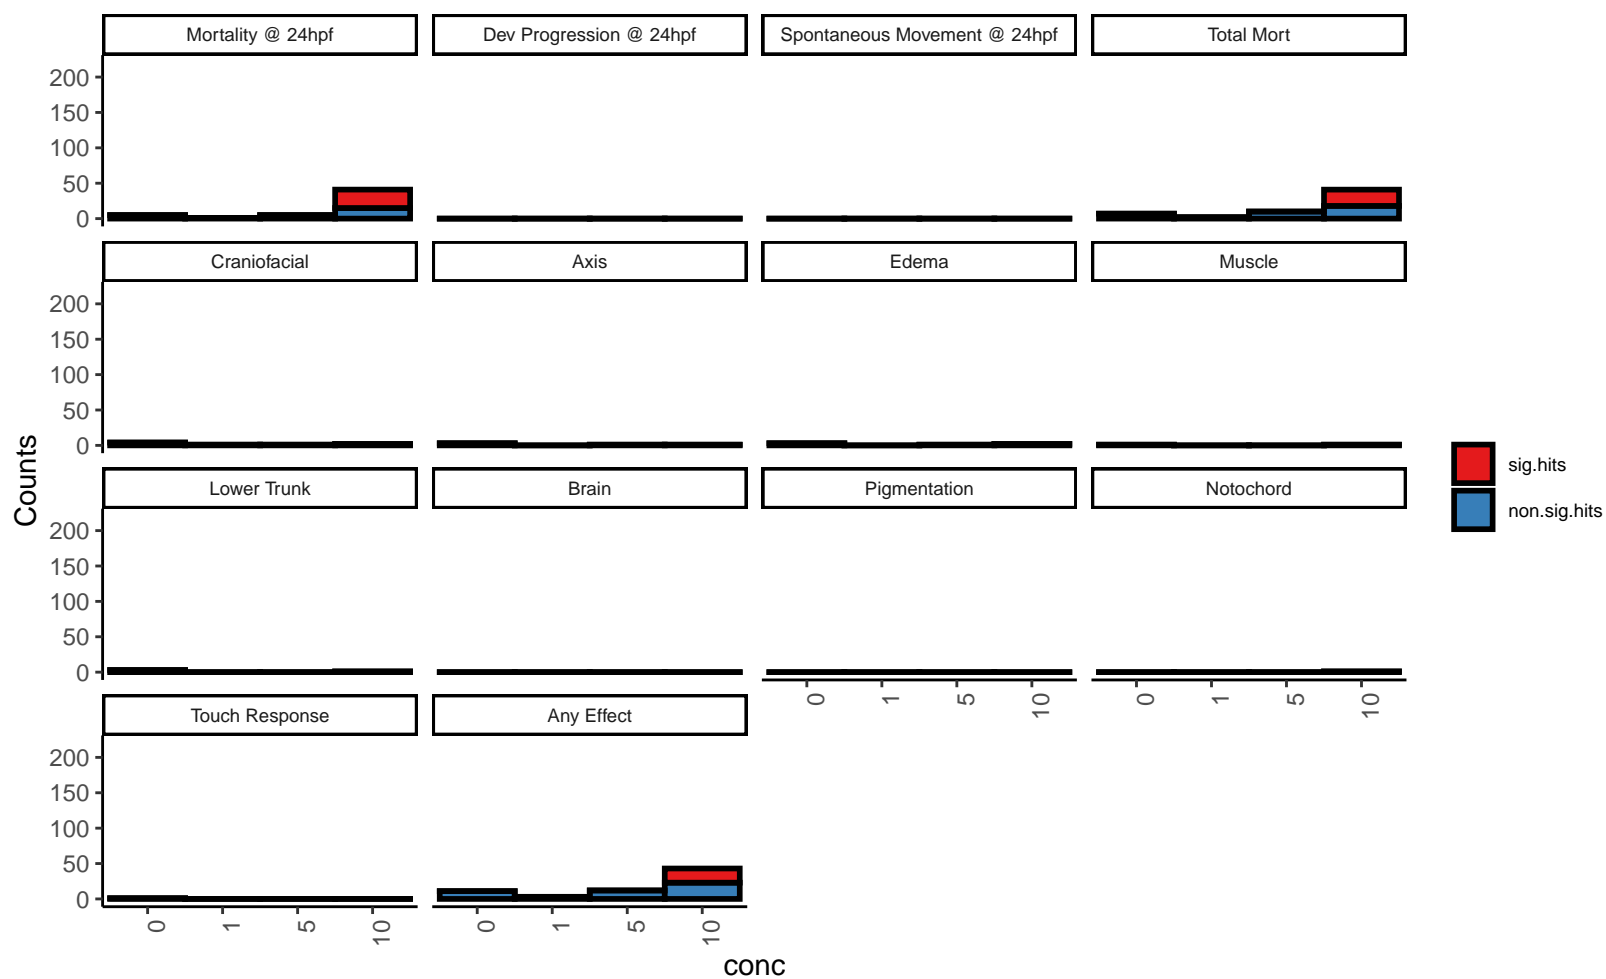 Mortality @ 24hpf
Dev Progression @ 24hpf
Spontaneous Movement @ 24hpf
Total Mort
200
150
100
50
0
Craniofacial
Axis
Edema
Muscle
200
150
100
50
0
Counts
sig.hits
non.sig.hits
Lower Trunk
Brain
Pigmentation
Notochord
200
150
100
50
0
0 1 5 10
0 1 5 10
Touch Response
Any Effect
200
150
100
50
0
0 1 5 10
0 1 5 10
conc